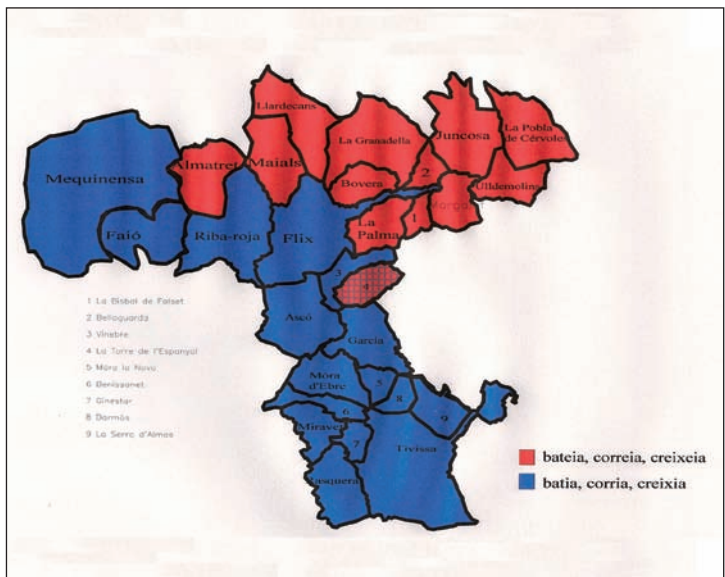 Llardecans
La Granadella
Juncosa
La Pobla
de Cérvoles
Almatret
Maials
Mequinensa
Bovera
2
Ulldemolins
Margalef
Faió
Riba-roja
Flix
La
Palma
1
3
4
1 La Bisbal de Falset
2 Bellaguarda
3 Vinebre
4 La Torre de l'Espanyol
5 Móra la Nova
6 Benissanet
7 Ginestar
8 Darmós
9 La Serra d'Almos
Ascó
Garcia
Móra
d'Ebre
5
8
6
9
Miravet
7
Tivissa
Rasquera
bateia, correia, creixeia
batia, corria, creixia